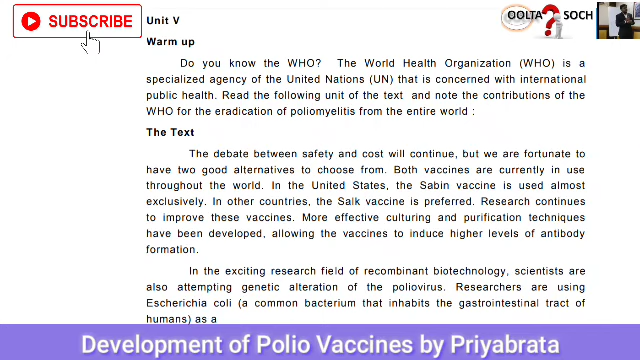 SUBSCRIBE
OOLTA ? SOCH
Unit V
Warm up
Do you know the WHO? The World Health Organization (WHO) is a
specialized agency of the United Nations (UN) that is concerned with international
public health. Read the following unit of the text and note the contributions of the
WHO for the eradication of poliomyelitis from the entire world :
The Text
The debate between safety and cost will continue, but we are fortunate to
have two good alternatives to choose from. Both vaccines are currently in use
throughout the world. In the United States, the Sabin vaccine is used almost
exclusively. In other countries, the Salk vaccine is preferred. Research continues
to improve these vaccines. More effective culturing and purification techniques
have been developed, allowing the vaccines to induce higher levels of antibody
formation.
In the exciting research field of recombinant biotechnology, scientists are
also attempting genetic alteration of the poliovirus. Researchers are using
Escherichia coli (a common bacterium that inhabits the gastrointestinal tract of
humans) as a
Development of Polio Vaccines by Priyabrata